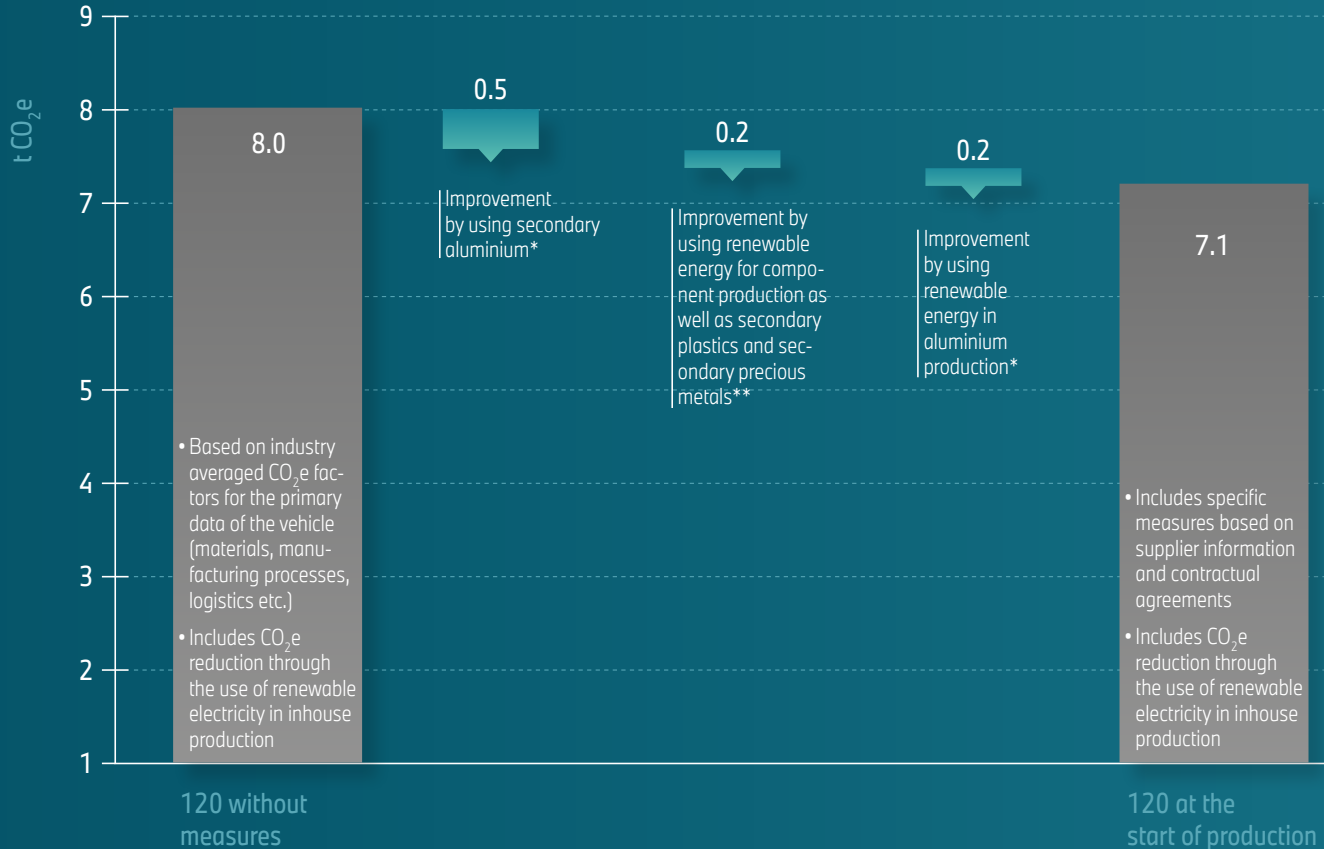 t CO₂e
9
8
7
6
5
4
3
2
1
8.0
• Based on industry
averaged CO₂e fac-
tors for the primary
data of the vehicle
(materials, manu-
facturing processes,
logistics etc.)
• Includes CO₂e
reduction through
the use of renewable
electricity in inhouse
production
120 without
measures
0.5
Improvement
by using secondary
aluminium*
0.2
Improvement by
using renewable
energy for compo-
nent production as
well as secondary
plastics and sec-
ondary precious
metals**
0.2
Improvement
by using
renewable
energy in
aluminium
production*
7.1
• Includes specific
measures based on
supplier information
and contractual
agreements
• Includes CO₂e
reduction through
the use of renewable
electricity in inhouse
production
120 at the
start of production